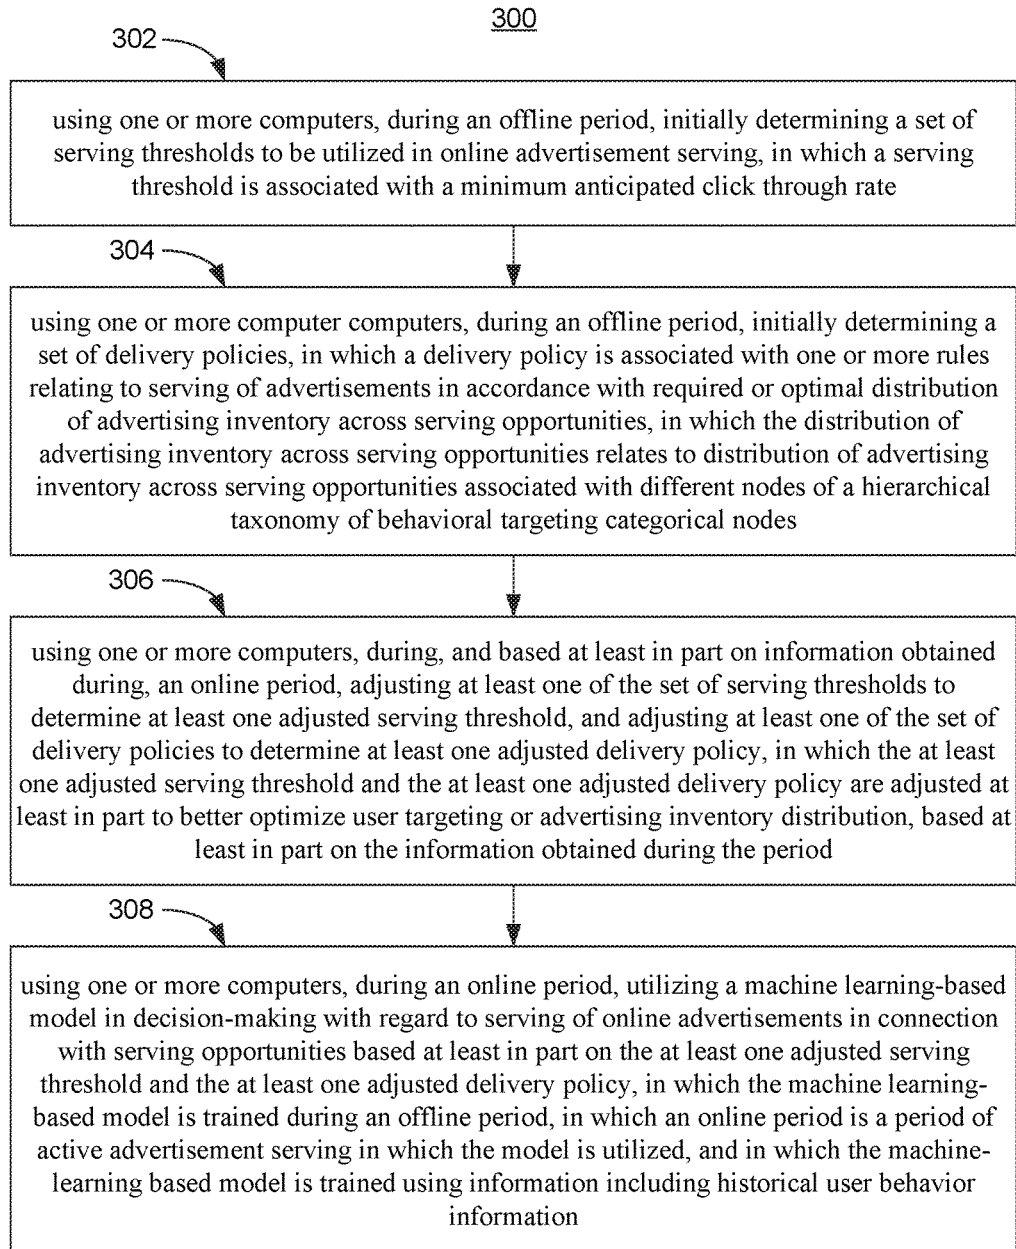 300
302
using one or more computers, during an offline period, initially determining a set of
serving thresholds to be utilized in online advertisement serving, in which a serving
threshold is associated with a minimum anticipated click through rate
304
using one or more computer computers, during an offline period, initially determining a
set of delivery policies, in which a delivery policy is associated with one or more rules
relating to serving of advertisements in accordance with required or optimal distribution
of advertising inventory across serving opportunities, in which the distribution of
advertising inventory across serving opportunities relates to distribution of advertising
inventory across serving opportunities associated with different nodes of a hierarchical
taxonomy of behavioral targeting categorical nodes
306
using one or more computers, during, and based at least in part on information obtained
during, an online period, adjusting at least one of the set of serving thresholds to
determine at least one adjusted serving threshold, and adjusting at least one of the set of
delivery policies to determine at least one adjusted delivery policy, in which the at least
one adjusted serving threshold and the at least one adjusted delivery policy are adjusted at
least in part to better optimize user targeting or advertising inventory distribution, based at
least in part on the information obtained during the period
308
using one or more computers, during an online period, utilizing a machine learning-based
model in decision-making with regard to serving of online advertisements in connection
with serving opportunities based at least in part on the at least one adjusted serving
threshold and the at least one adjusted delivery policy, in which the machine learning-
based model is trained during an offline period, in which an online period is a period of
active advertisement serving in which the model is utilized, and in which the machine-
learning based model is trained using information including historical user behavior
information